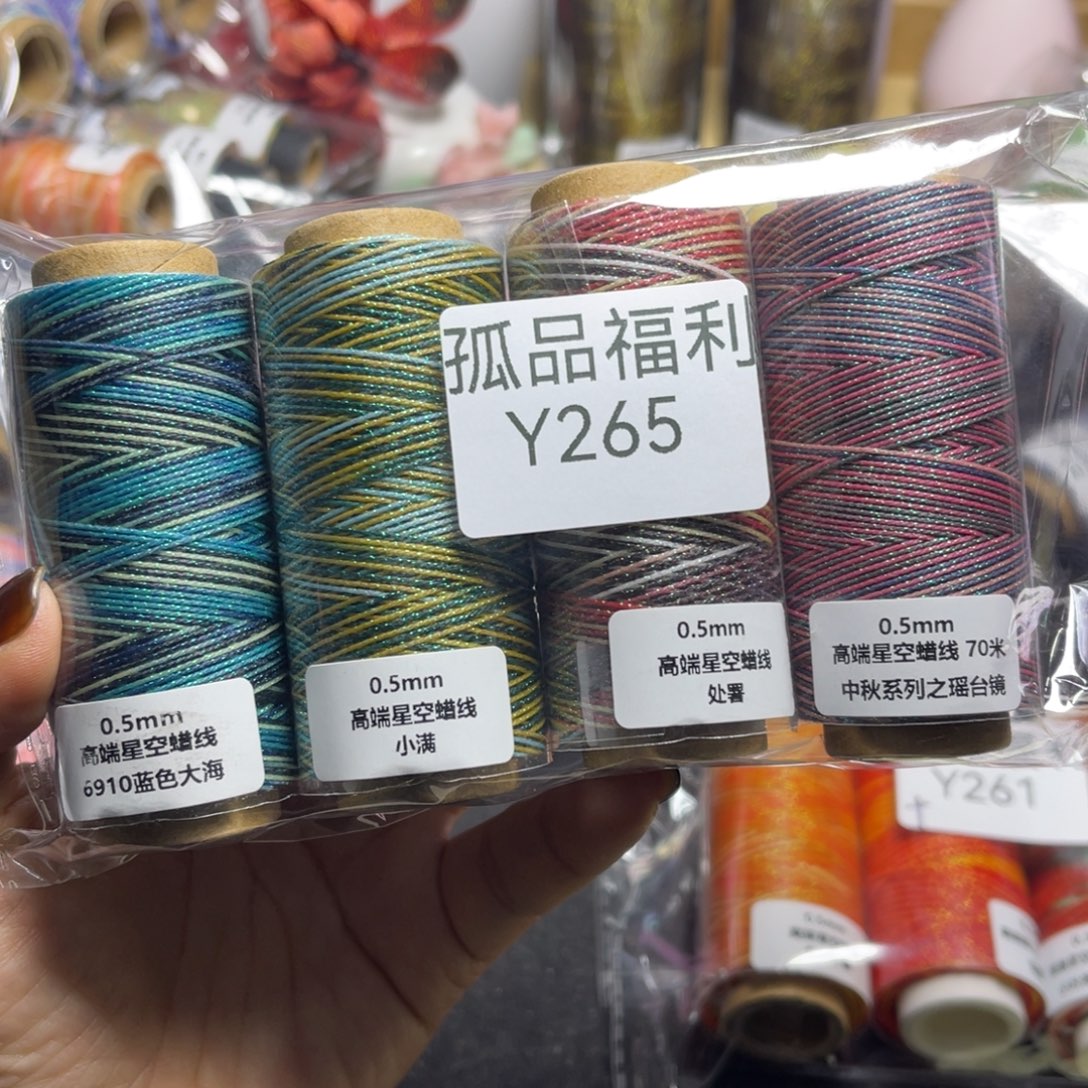 孤品福利
Y265
0.5mm
高端星空蜡线
6910蓝色大海
0.5mm
高端星空蜡线
小满
0.5mm
高端星空蜡线
处暑
0.5mm
高端星空蜡线 70米
中秋系列之瑶台镜
Y261